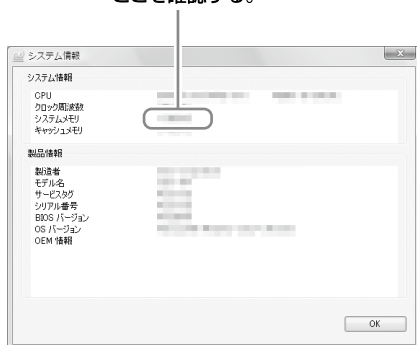 ここを確認する。
システム情報
システム情報
CPU
クロック周波数
システムメモリ
キャッシュメモリ
製品情報
製造者
モデル名
サービスタグ
シリアル番号
BIOS バージョン
OS バージョン
OEM 情報
OK